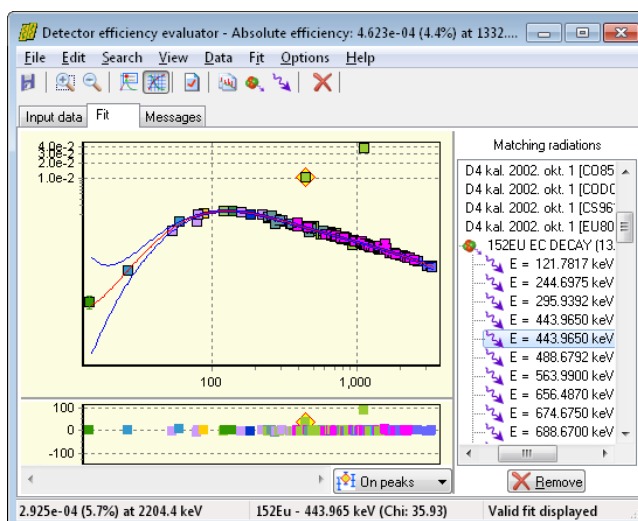 Detector efficiency evaluator - Absolute efficiency: 4.623e-04 (4.4%) at 1332....
File Edit Search View Data Fit Options Help
Input data Fit Messages
4.0e-2
3.0e-2
2.0e-2
1.0e-2
100 1,000
100
0
-100
Matching radiations
D4 kal. 2002. okt. 1 [CO85
D4 kal. 2002. okt. 1 [CODC
D4 kal. 2002. okt. 1 [CS96
D4 kal. 2002. okt. 1 [EU80
152EU EC DECAY (13.
E = 121.7817 keV
E = 244.6975 keV
E = 295.9392 keV
E = 443.9650 keV
E = 443.9650 keV
E = 488.6792 keV
E = 563.9900 keV
E = 656.4870 keV
E = 674.6750 keV
E = 688.6700 keV
On peaks
Remove
2.925e-04 (5.7%) at 2204.4 keV 152Eu - 443.965 keV (Chi: 35.93) Valid fit displayed